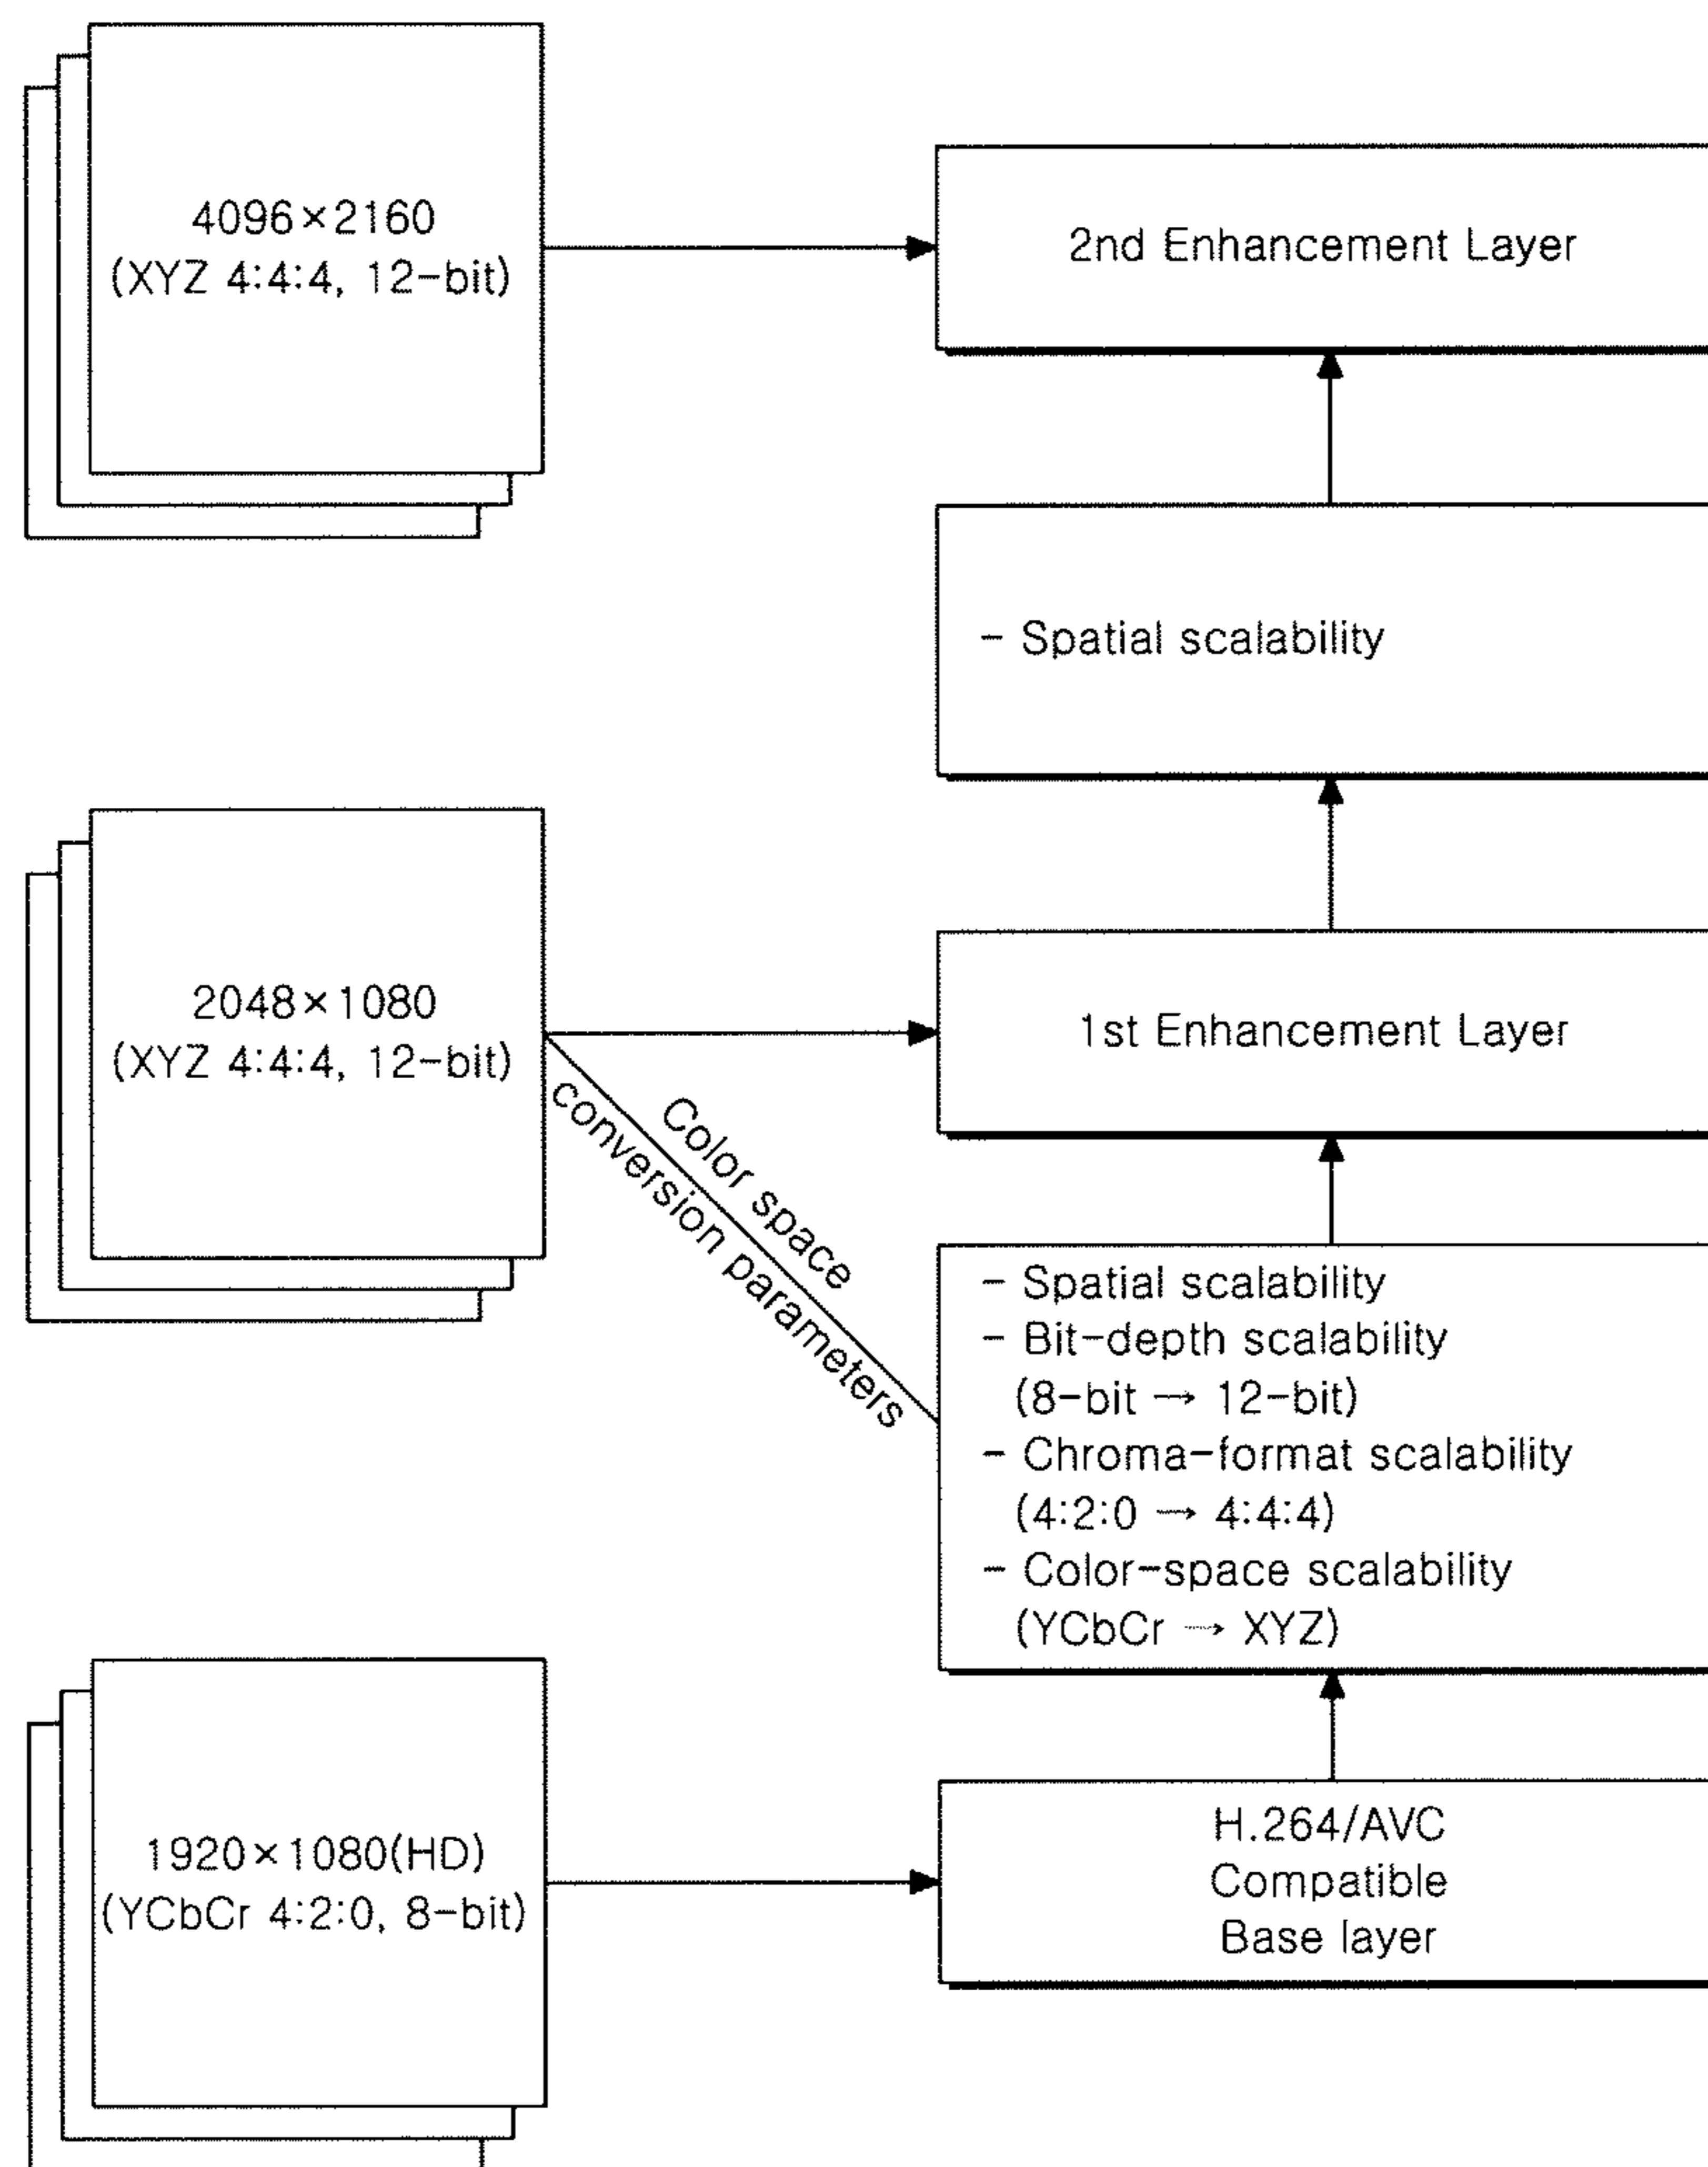 4096×2160
(XYZ 4:4:4, 12-bit)
2nd Enhancement Layer
- Spatial scalability
2048×1080
(XYZ 4:4:4, 12-bit)
1st Enhancement Layer
Color space
conversion parameters
- Spatial scalability
- Bit-depth scalability
(8-bit → 12-bit)
- Chroma-format scalability
(4:2:0 → 4:4:4)
- Color-space scalability
(YCbCr → XYZ)
1920×1080(HD)
(YCbCr 4:2:0, 8-bit)
H.264/AVC
Compatible
Base layer